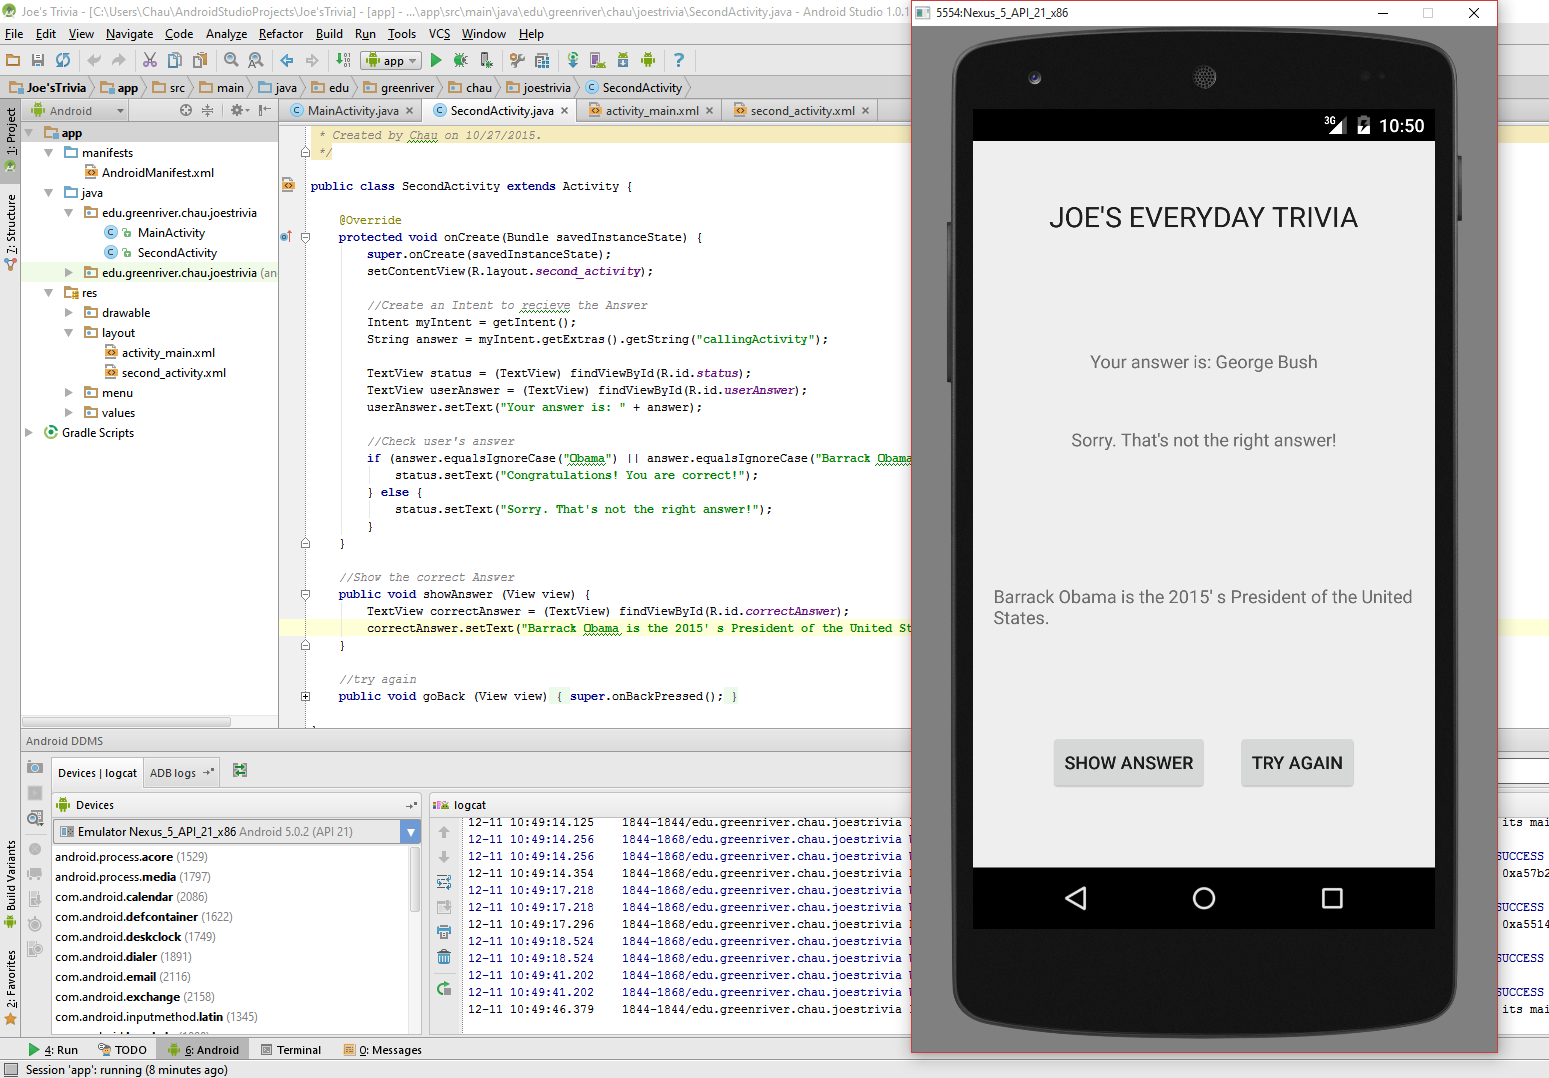 Joe's Trivia - [C:\Users\Chau\AndroidStudioProjects\Joe'sTrivia] - [app] - ...\app\src\main\java\edu\greenriver\chau\joestrivia\SecondActivity.java - Android Studio 1.0.1
File Edit View Navigate Code Analyze Refactor Build Run Tools VCS Window Help
app
Joe'sTrivia app src main java edu greenriver chau joestrivia SecondActivity
Android
MainActivity.java SecondActivity.java activity_main.xml second_activity.xml
1: Project
7: Structure
Build Variants
2: Favorites
app
manifests
AndroidManifest.xml
java
edu.greenriver.chau.joestrivia
MainActivity
SecondActivity
edu.greenriver.chau.joestrivia (an
res
drawable
layout
activity_main.xml
second_activity.xml
menu
values
Gradle Scripts
* Created by Chau on 10/27/2015.
*/
public class SecondActivity extends Activity {
@Override
protected void onCreate(Bundle savedInstanceState) {
super.onCreate(savedInstanceState);
setContentView(R.layout.second_activity);
//Create an Intent to recieve the Answer
Intent myIntent = getIntent();
String answer = myIntent.getExtras().getString("callingActivity");
TextView status = (TextView) findViewById(R.id.status);
TextView userAnswer = (TextView) findViewById(R.id.userAnswer);
userAnswer.setText("Your answer is: " + answer);
//Check user's answer
if (answer.equalsIgnoreCase("Obama") || answer.equalsIgnoreCase("Barrack Obama
status.setText("Congratulations! You are correct!");
} else {
status.setText("Sorry. That's not the right answer!");
}
}
//Show the correct Answer
public void showAnswer (View view) {
TextView correctAnswer = (TextView) findViewById(R.id.correctAnswer);
correctAnswer.setText("Barrack Obama is the 2015' s President of the United St
}
//try again
public void goBack (View view) { super.onBackPressed(); }
Android DDMS
Devices | logcat ADB logs
Devices
Emulator Nexus_5_API_21_x86 Android 5.0.2 (API 21)
android.process.acore (1529)
android.process.media (1797)
com.android.calendar (2086)
com.android.defcontainer (1622)
com.android.deskclock (1749)
com.android.dialer (1891)
com.android.email (2116)
com.android.exchange (2158)
com.android.inputmethod.latin (1345)
logcat
12-11 10:49:14.125 1844-1844/edu.greenriver.chau.joestrivia its mai
12-11 10:49:14.256 1844-1868/edu.greenriver.chau.joestrivia
12-11 10:49:14.256 1844-1868/edu.greenriver.chau.joestrivia SUCCESS
12-11 10:49:14.354 1844-1844/edu.greenriver.chau.joestrivia 0xa57b2
12-11 10:49:17.218 1844-1868/edu.greenriver.chau.joestrivia
12-11 10:49:17.218 1844-1868/edu.greenriver.chau.joestrivia SUCCESS
12-11 10:49:17.296 1844-1844/edu.greenriver.chau.joestrivia 0xa5514
12-11 10:49:18.524 1844-1868/edu.greenriver.chau.joestrivia
12-11 10:49:18.524 1844-1868/edu.greenriver.chau.joestrivia SUCCESS
12-11 10:49:41.202 1844-1868/edu.greenriver.chau.joestrivia
12-11 10:49:41.202 1844-1868/edu.greenriver.chau.joestrivia SUCCESS
12-11 10:49:46.379 1844-1844/edu.greenriver.chau.joestrivia its mai
4: Run TODO 6: Android Terminal 0: Messages
Session 'app': running (8 minutes ago)
5554:Nexus_5_API_21_x86
3G 10:50
JOE'S EVERYDAY TRIVIA
Your answer is: George Bush
Sorry. That's not the right answer!
Barrack Obama is the 2015' s President of the United
States.
SHOW ANSWER TRY AGAIN